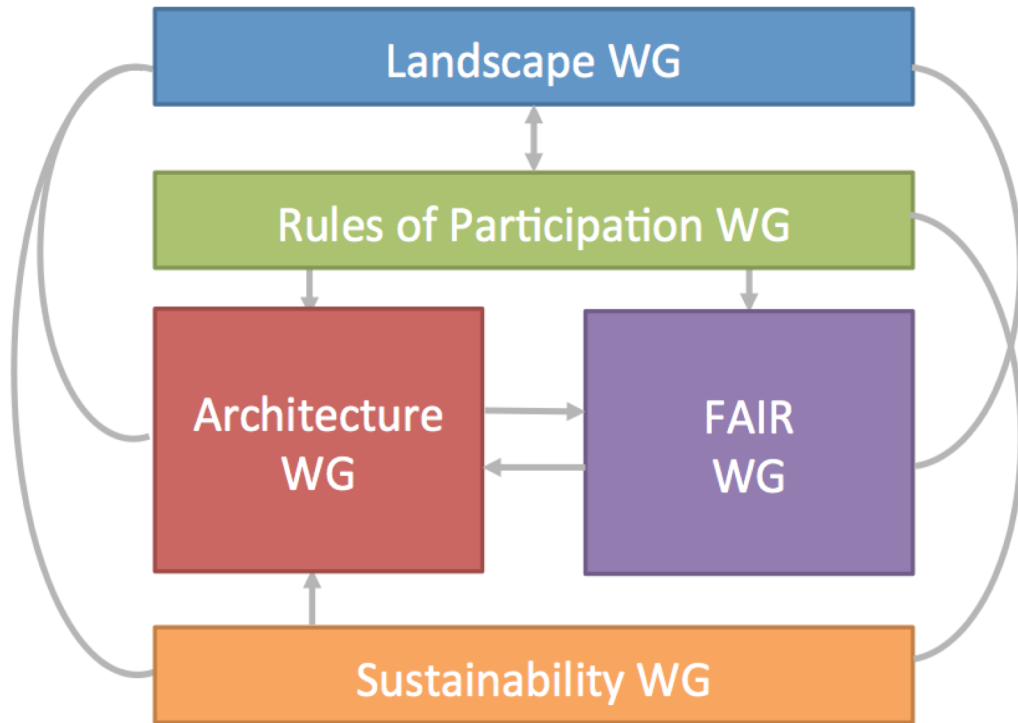 Landscape WG
Rules of Participation WG
Architecture
WG
FAIR
WG
Sustainability WG